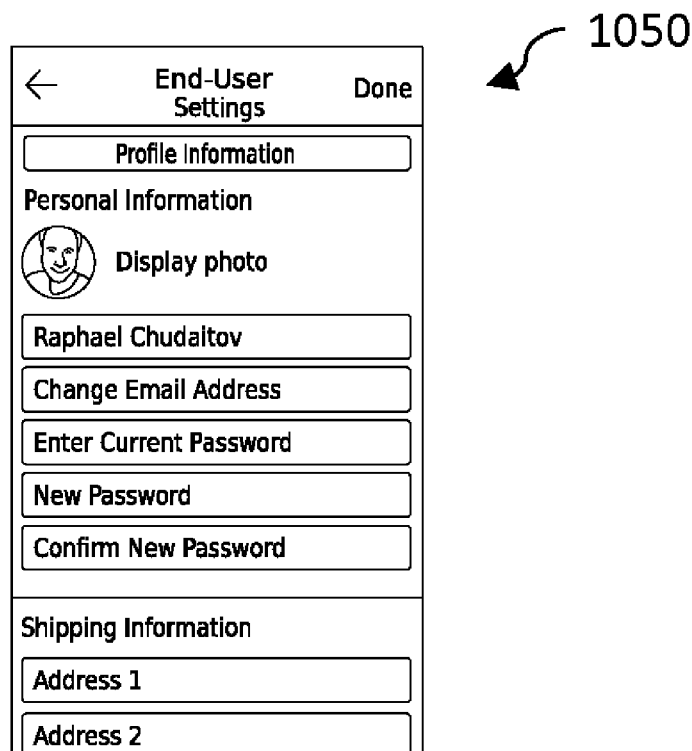 1050
End-User
Settings
Done
Profile Information
Personal Information
Display photo
Raphael Chudaitov
Change Email Address
Enter Current Password
New Password
Confirm New Password
Shipping Information
Address 1
Address 2